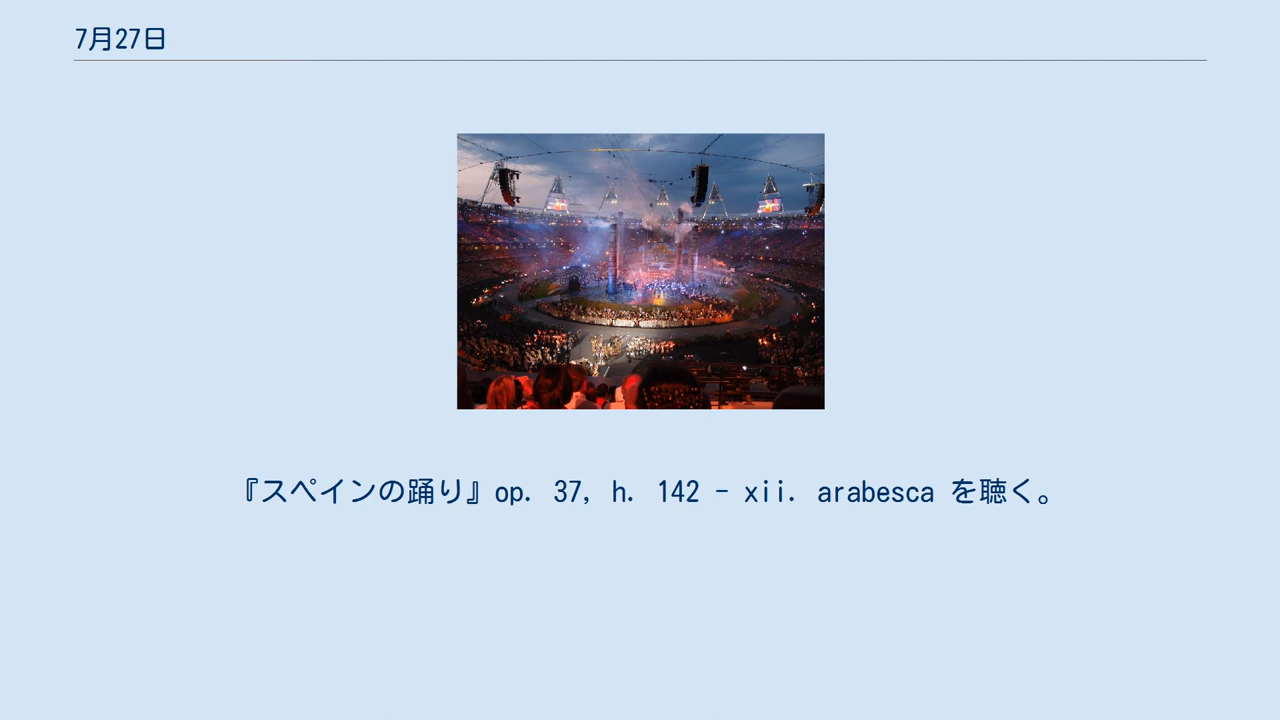 7月27日
『スペインの踊り』op. 37, h. 142 - xii. arabesca を聴く。